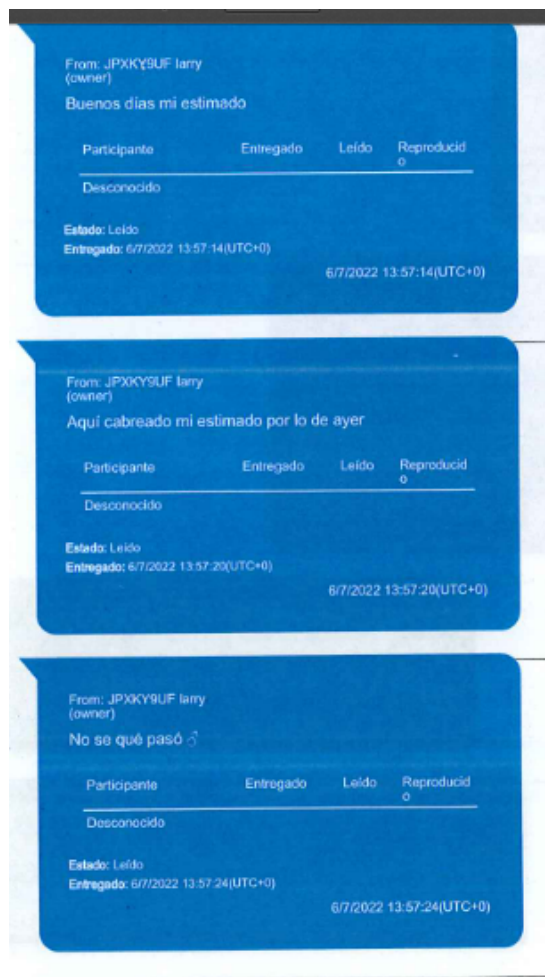 From: JPXKY9UF larry
(owner)
Buenos días mi estimado
Participante Entregado Leído Reproducid
o
Desconocido
Estado: Leído
Entregado: 6/7/2022 13:57:14(UTC+0)
6/7/2022 13:57:14(UTC+0)
From: JPXKY9UF larry
(owner)
Aquí cabreado mi estimado por lo de ayer
Participante Entregado Leído Reproducid
o
Desconocido
Estado: Leído
Entregado: 6/7/2022 13:57:20(UTC+0)
6/7/2022 13:57:20(UTC+0)
From: JPXKY9UF larry
(owner)
No se qué pasó ♂
Participante Entregado Leído Reproducid
o
Desconocido
Estado: Leído
Entregado: 6/7/2022 13:57:24(UTC+0)
6/7/2022 13:57:24(UTC+0)